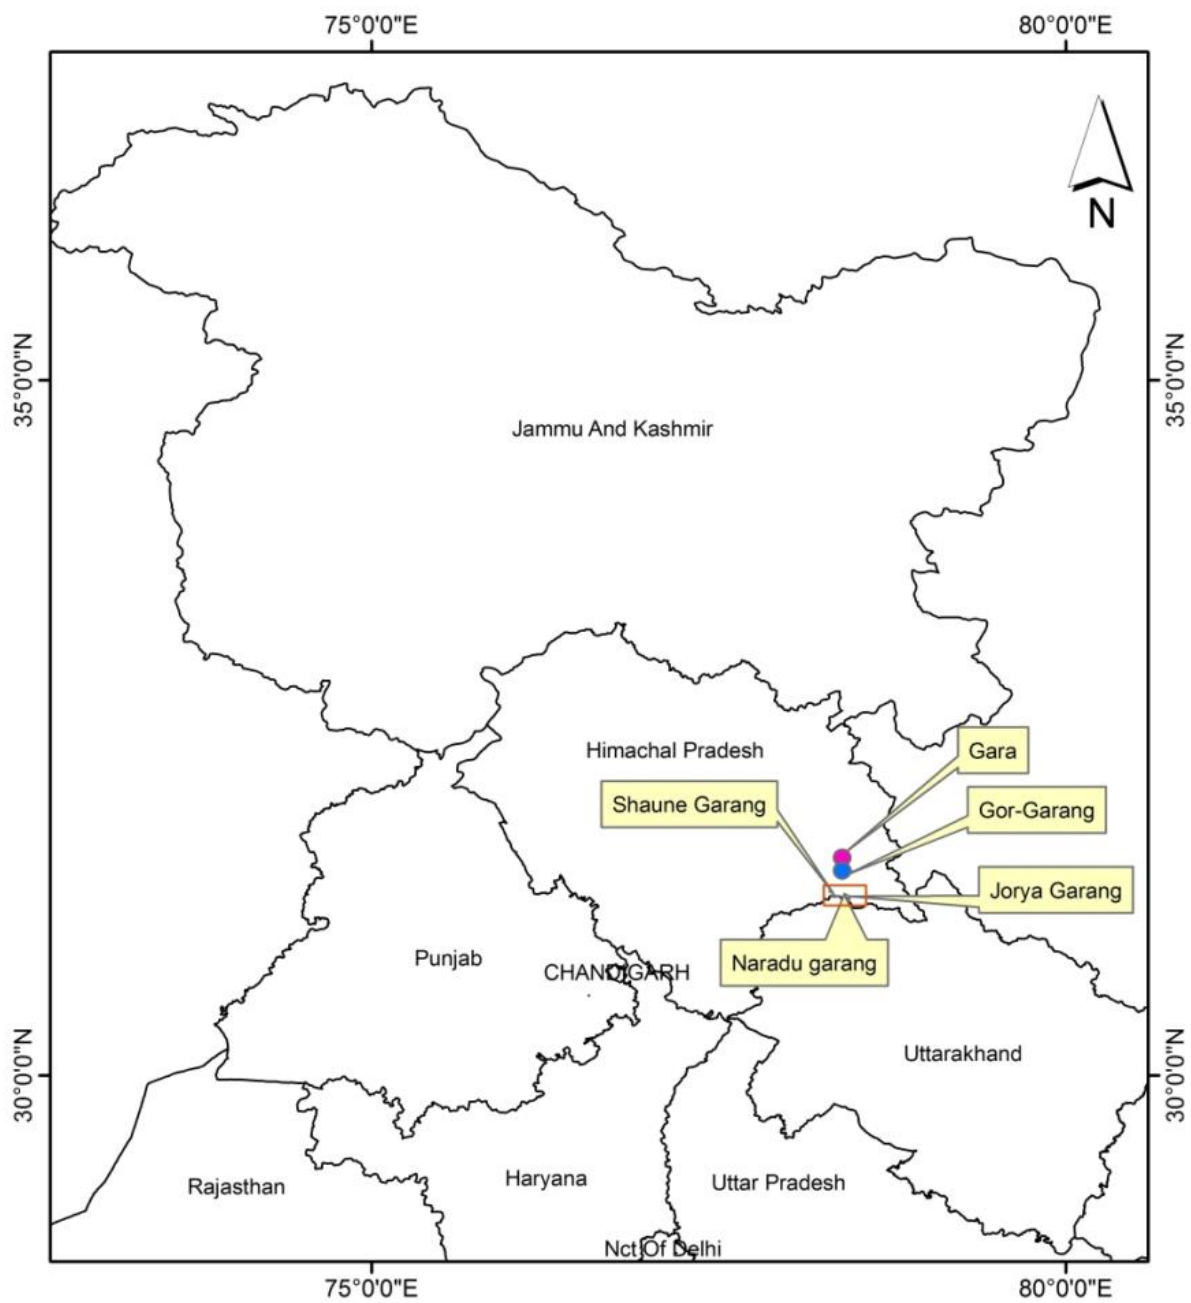 75°0'0"E
80°0'0"E
N
35°0'0"N
35°0'0"N
Jammu And Kashmir
Himachal Pradesh
Gara
Shaune Garang
Gor-Garang
Jorya Garang
Naradu garang
Punjab
CHANDIGARH
Uttarakhand
30°0'0"N
30°0'0"N
Rajasthan
Haryana
Uttar Pradesh
Nct Of Delhi
75°0'0"E
80°0'0"E